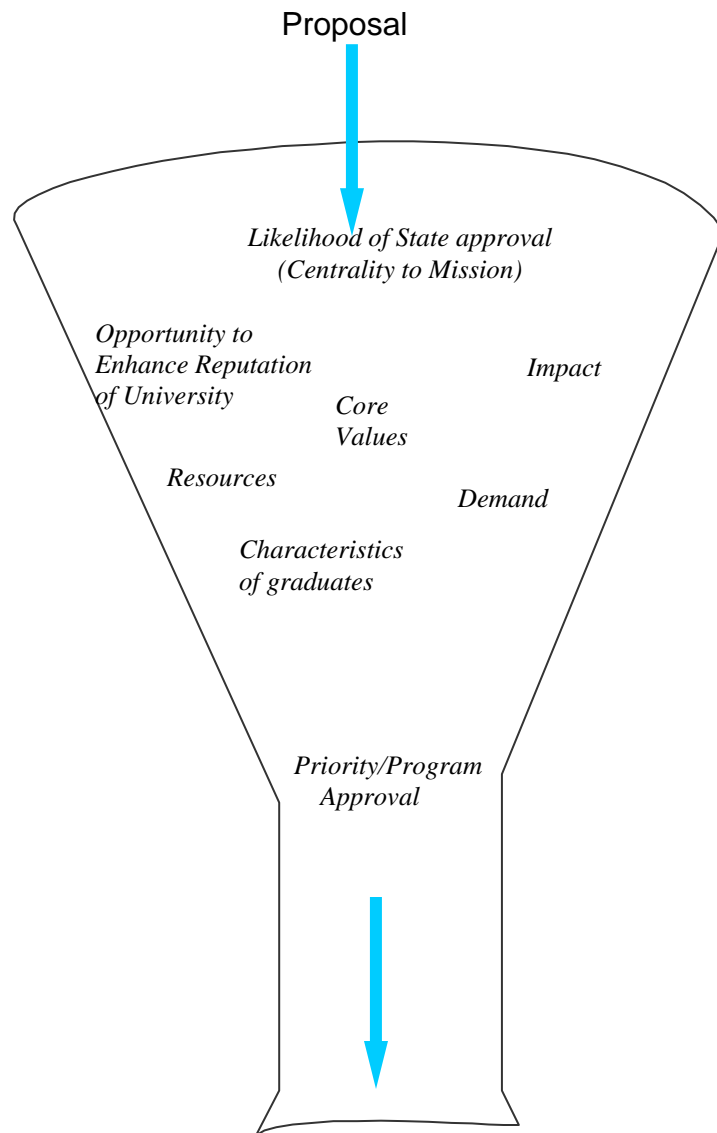 Proposal
Likelihood of State approval
(Centrality to Mission)
Opportunity to
Enhance Reputation
of University
Impact
Core
Values
Resources
Demand
Characteristics
of graduates
Priority/Program
Approval